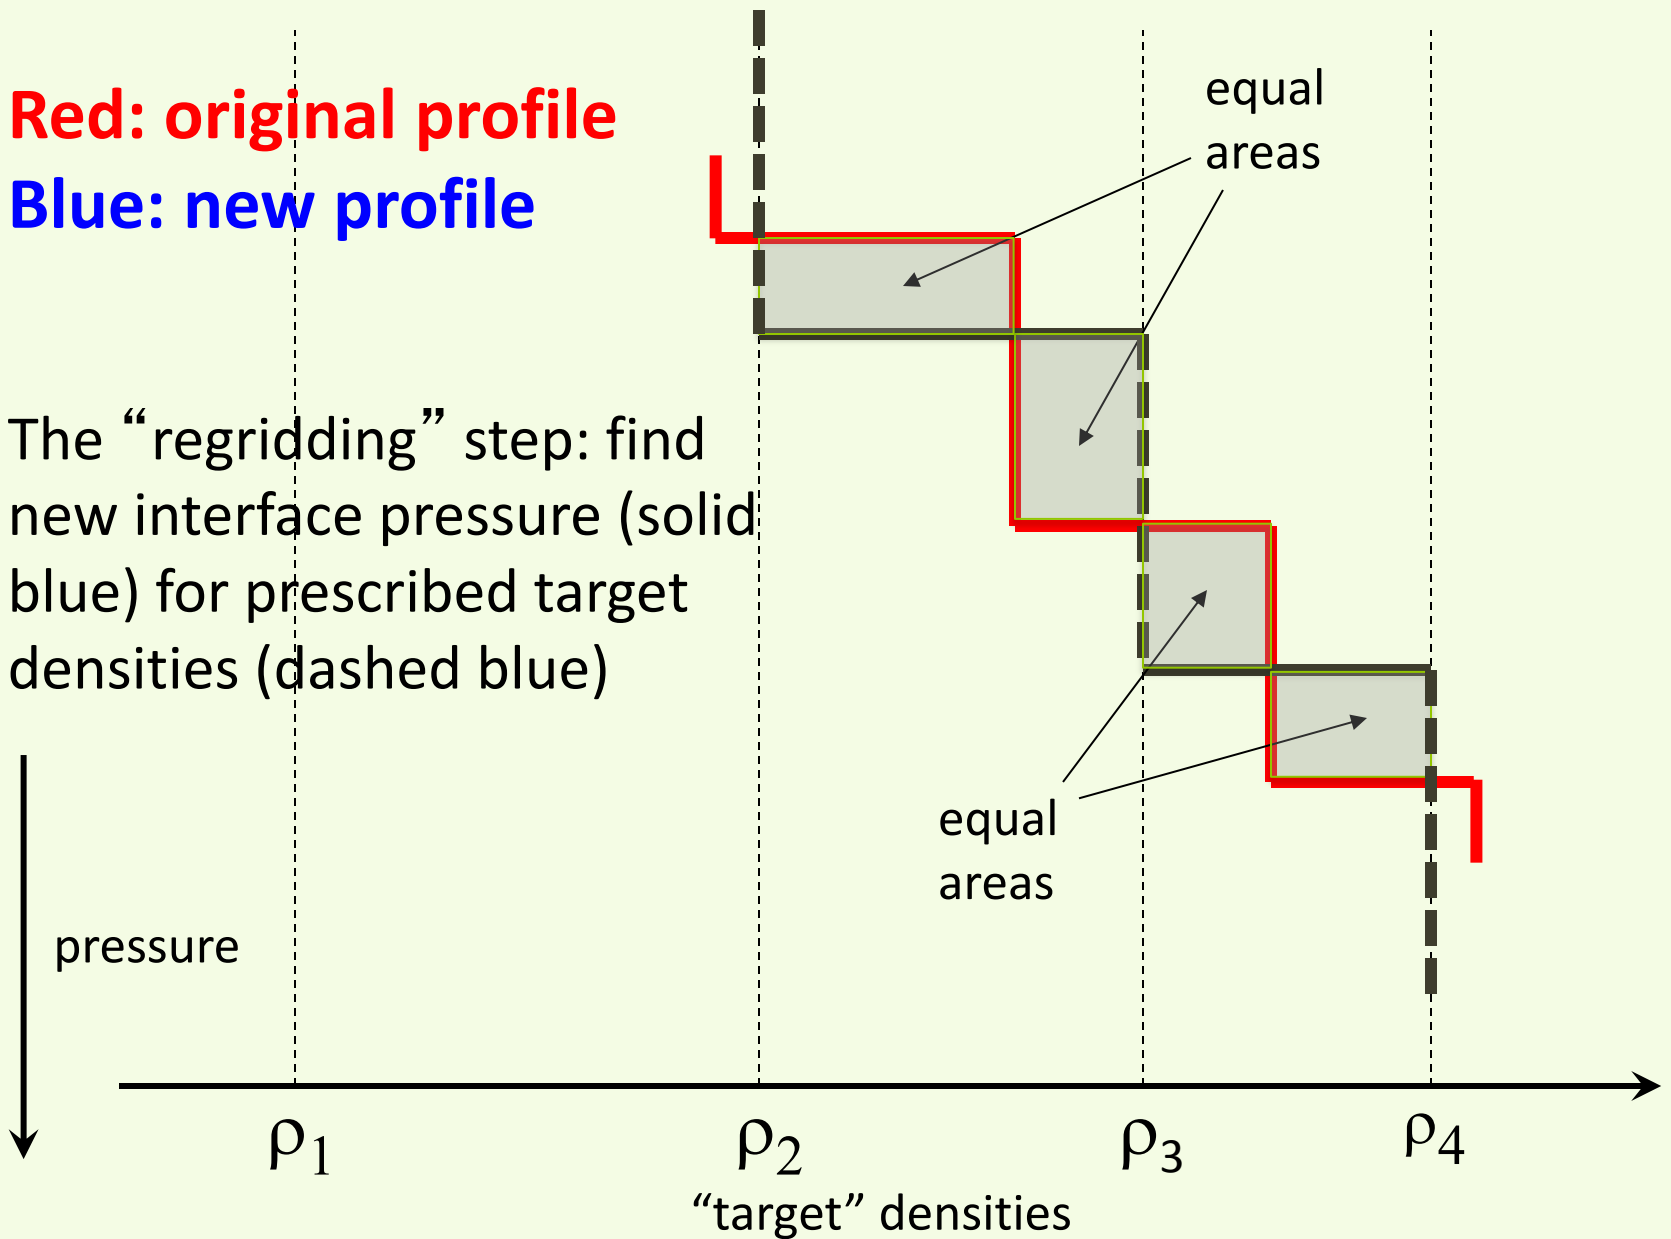 Red: original profile
Blue: new profile
equal
areas
The “regridding” step: find
new interface pressure (solid
blue) for prescribed target
densities (dashed blue)
equal
areas
pressure
ρ1 ρ2 ρ3 ρ4
“target” densities